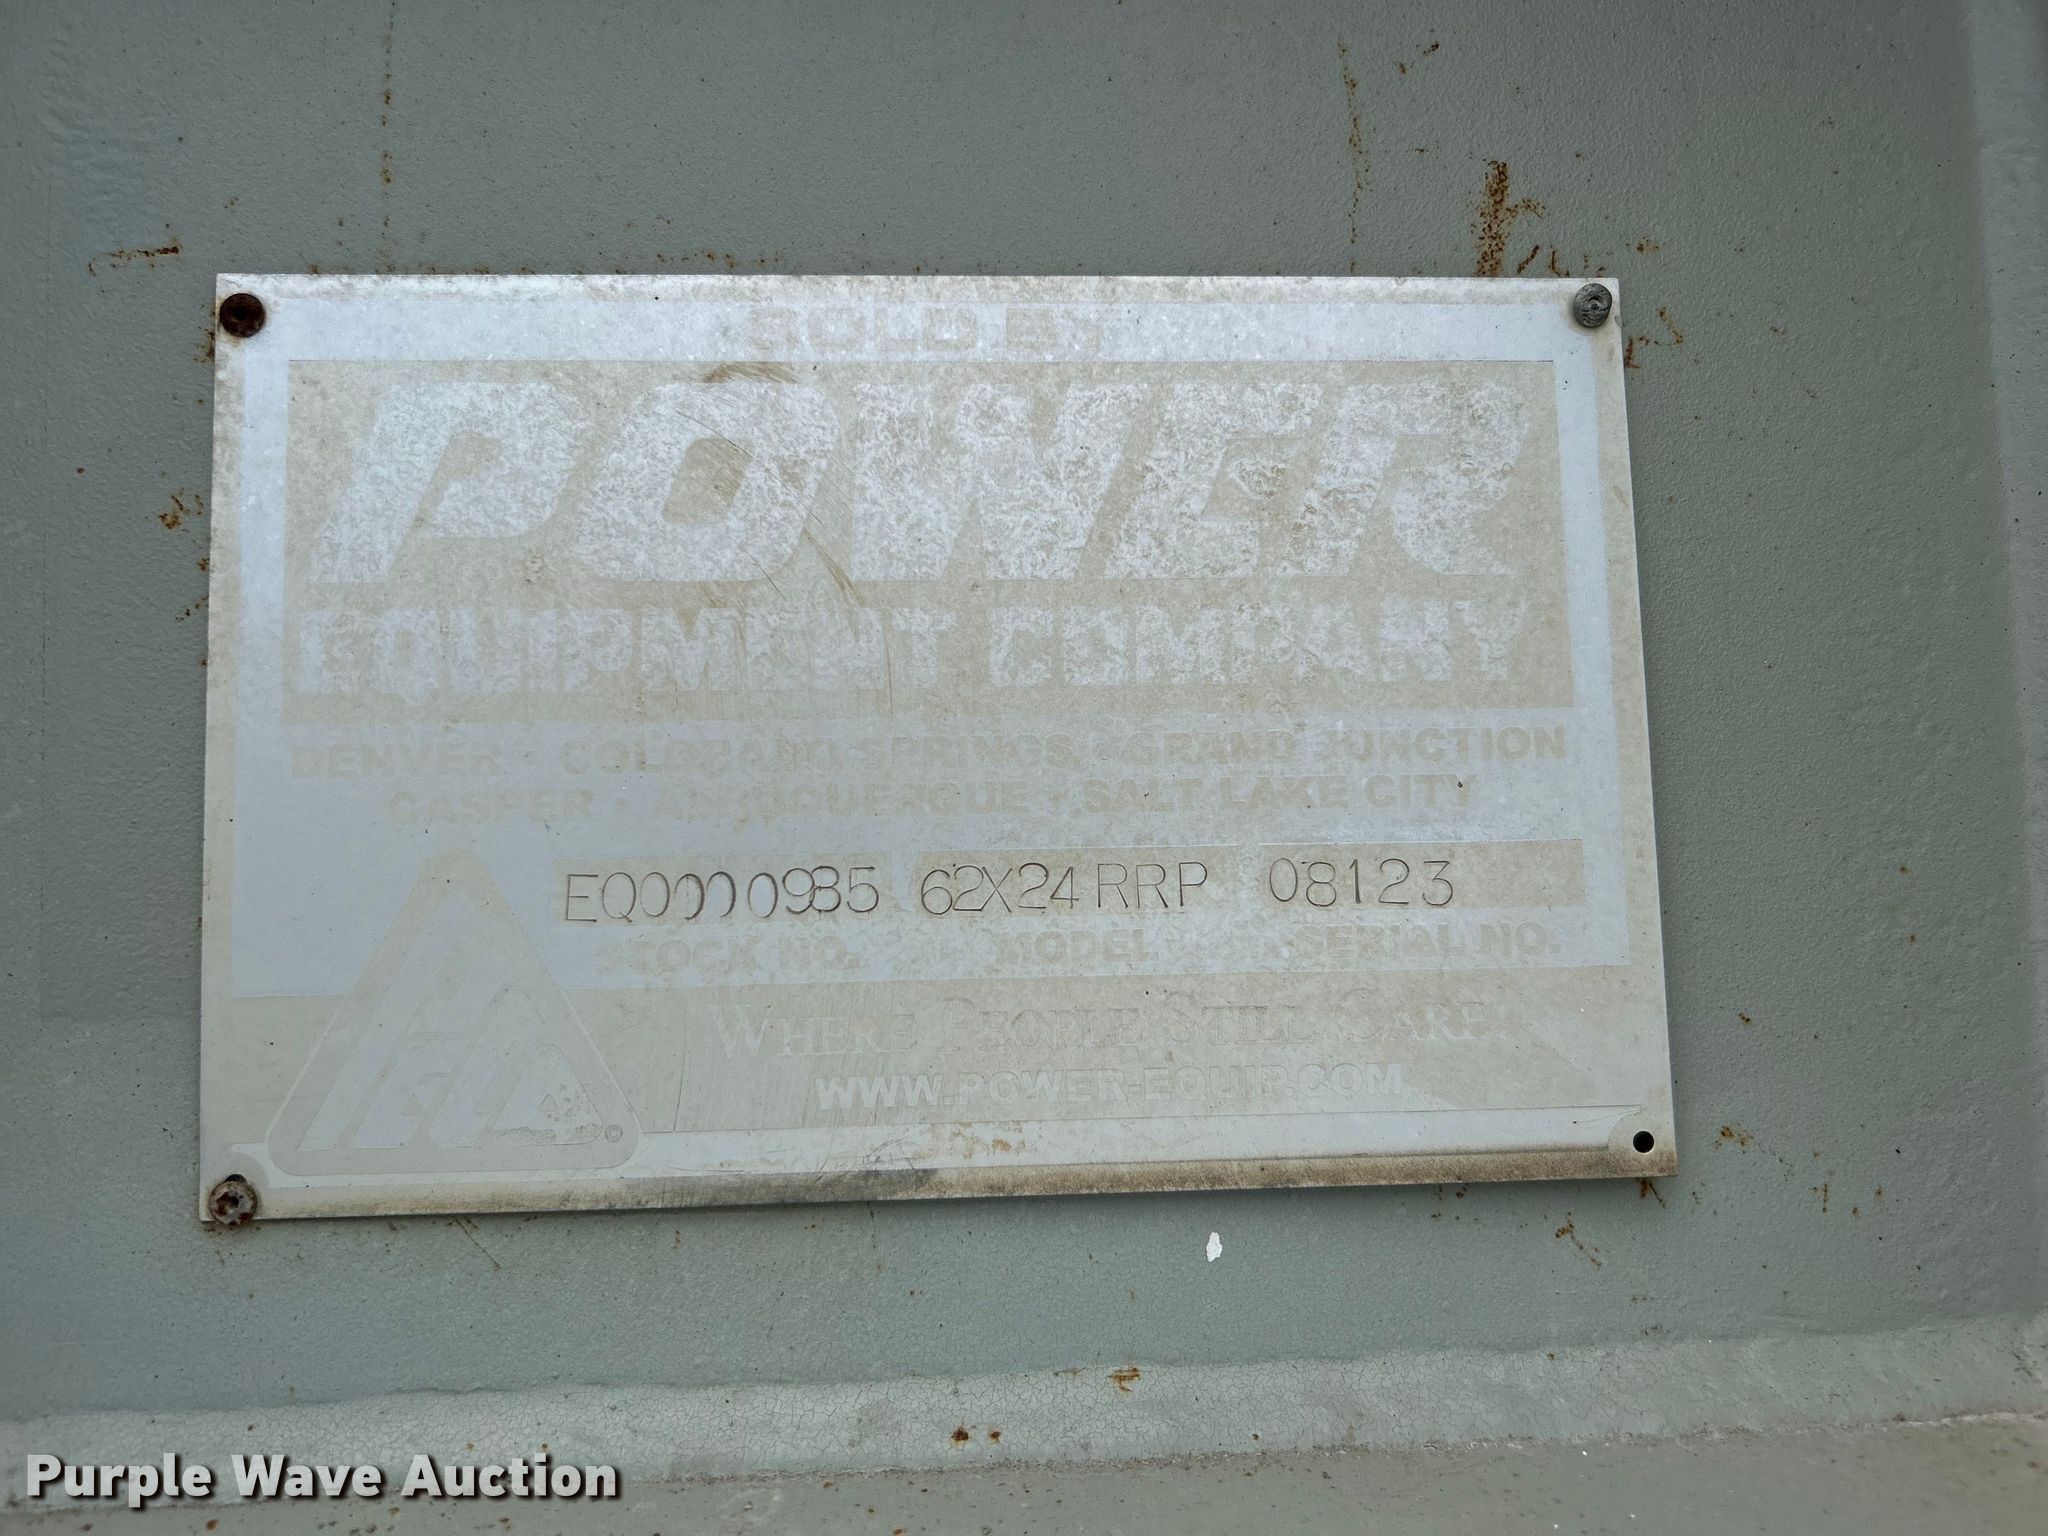 SOLD BY
POWER
EQUIPMENT COMPANY
DENVER • COLORADO SPRINGS • GRAND JUNCTION
CASPER • ALBUQUERQUE • SALT LAKE CITY
EQ0000985 62X24RRP 08123
STOCK NO. MODEL SERIAL NO.
WHERE PEOPLE STILL CARE!
WWW.POWER-EQUIP.COM
PECO
Purple Wave Auction